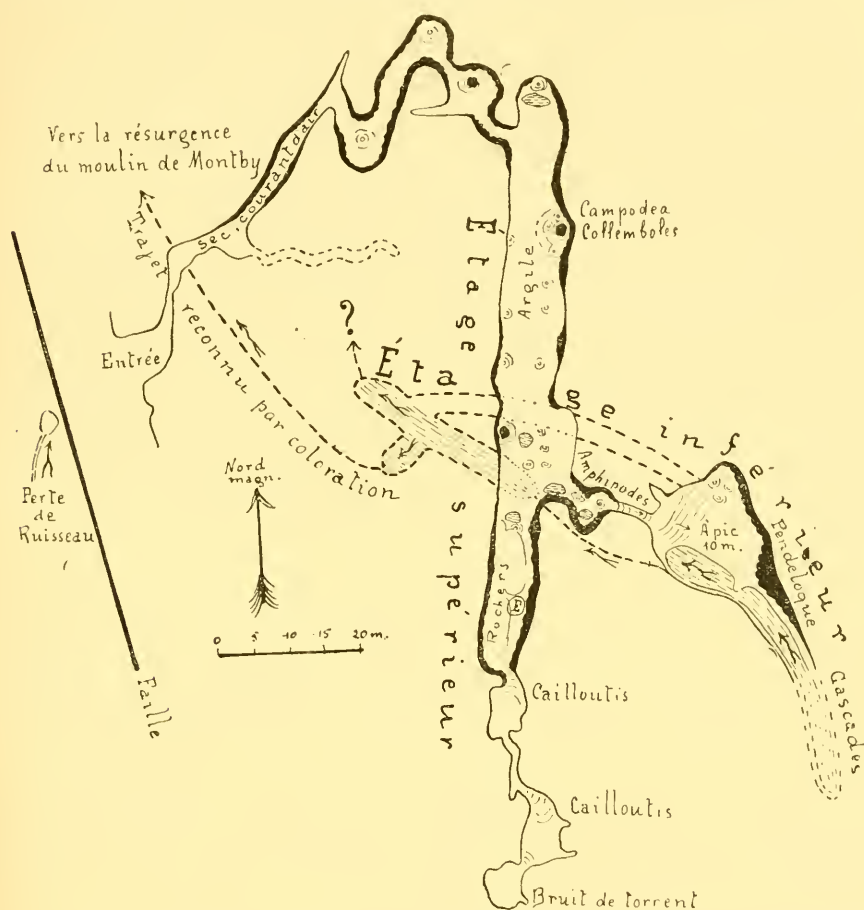 Vers la résurgence
du moulin de Montby
Trajet
sec. courant d'air
Entrée
reconnu par coloration
?
Étage
supérieur
Étage inférieur
Argile
Campodea
Collemboles
Amphipodes
Àpic
10 m.
Pendeloque
Cascades
Rochers
Nord
magn.
0 5 10 15 20 m.
Perte
de
Ruisseau
Faille
Cailloutis
Cailloutis
Bruit de torrent